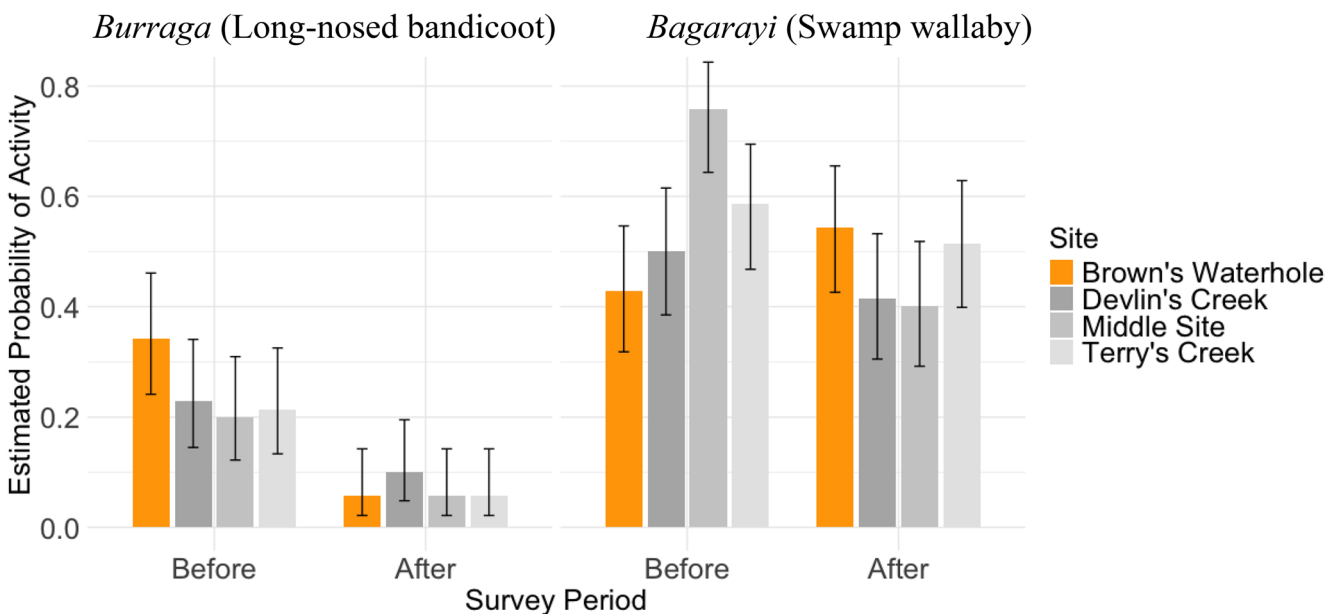 Burraga (Long-nosed bandicoot)
Bagarayi (Swamp wallaby)
Estimated Probability of Activity
0.8
0.6
0.4
0.2
0.0
Before
After
Before
After
Survey Period
Site
Brown's Waterhole
Devlin's Creek
Middle Site
Terry's Creek